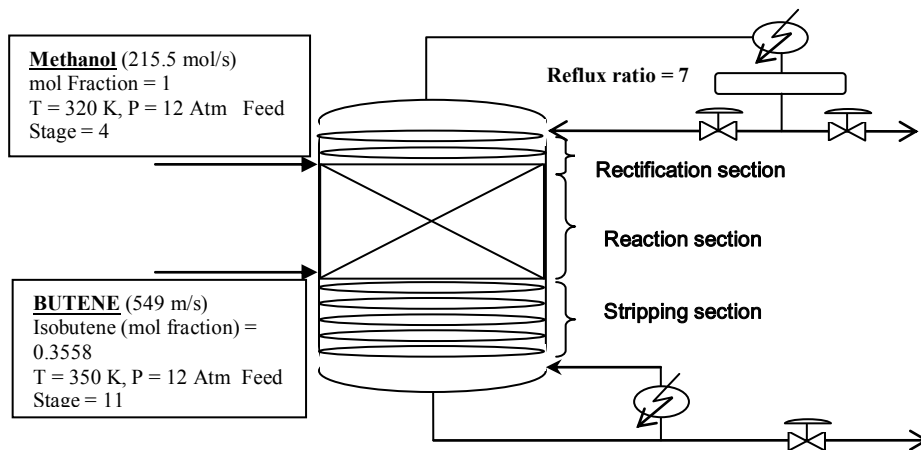 Methanol (215.5 mol/s)
mol Fraction = 1
T = 320 K, P = 12 Atm Feed
Stage = 4
Reflux ratio = 7
Rectification section
Reaction section
Stripping section
BUTENE (549 m/s)
Isobutene (mol fraction) =
0.3558
T = 350 K, P = 12 Atm Feed
Stage = 11